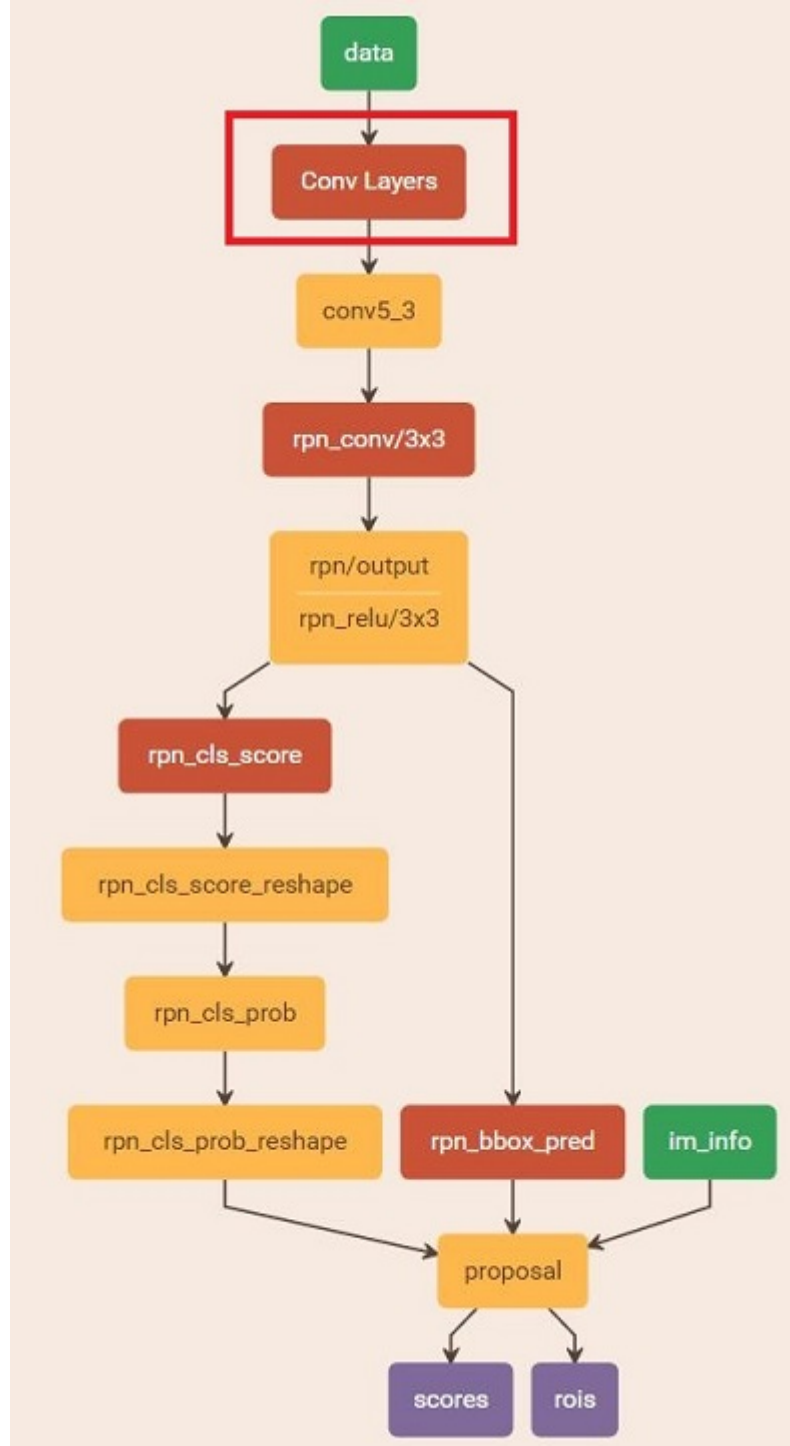 data
Conv Layers
conv5_3
rpn_conv/3x3
rpn/output
rpn_relu/3x3
rpn_cls_score
rpn_cls_score_reshape
rpn_cls_prob
rpn_cls_prob_reshape
rpn_bbox_pred
im_info
proposal
scores
rois